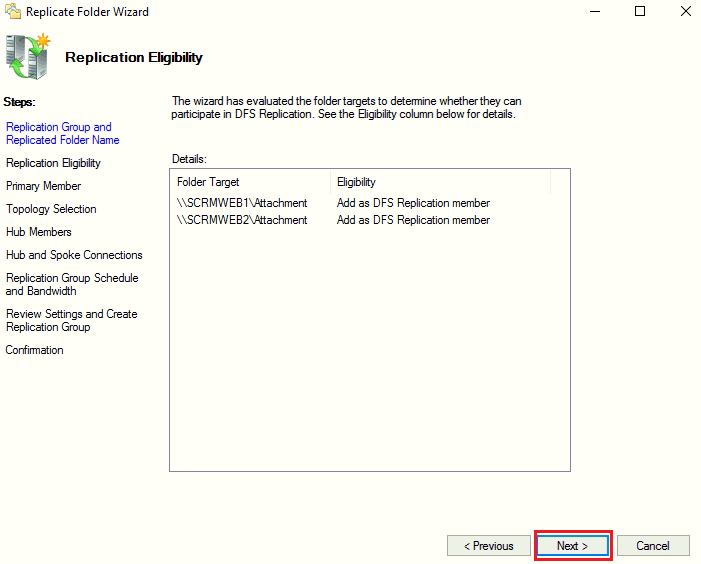 Replicate Folder Wizard
Replication Eligibility
Steps:
Replication Group and
Replicated Folder Name
Replication Eligibility
Primary Member
Topology Selection
Hub Members
Hub and Spoke Connections
Replication Group Schedule
and Bandwidth
Review Settings and Create
Replication Group
Confirmation
The wizard has evaluated the folder targets to determine whether they can
participate in DFS Replication. See the Eligibility column below for details.
Details:
Folder Target Eligibility
\\SCRMWEB1\Attachment Add as DFS Replication member
\\SCRMWEB2\Attachment Add as DFS Replication member
< Previous Next > Cancel